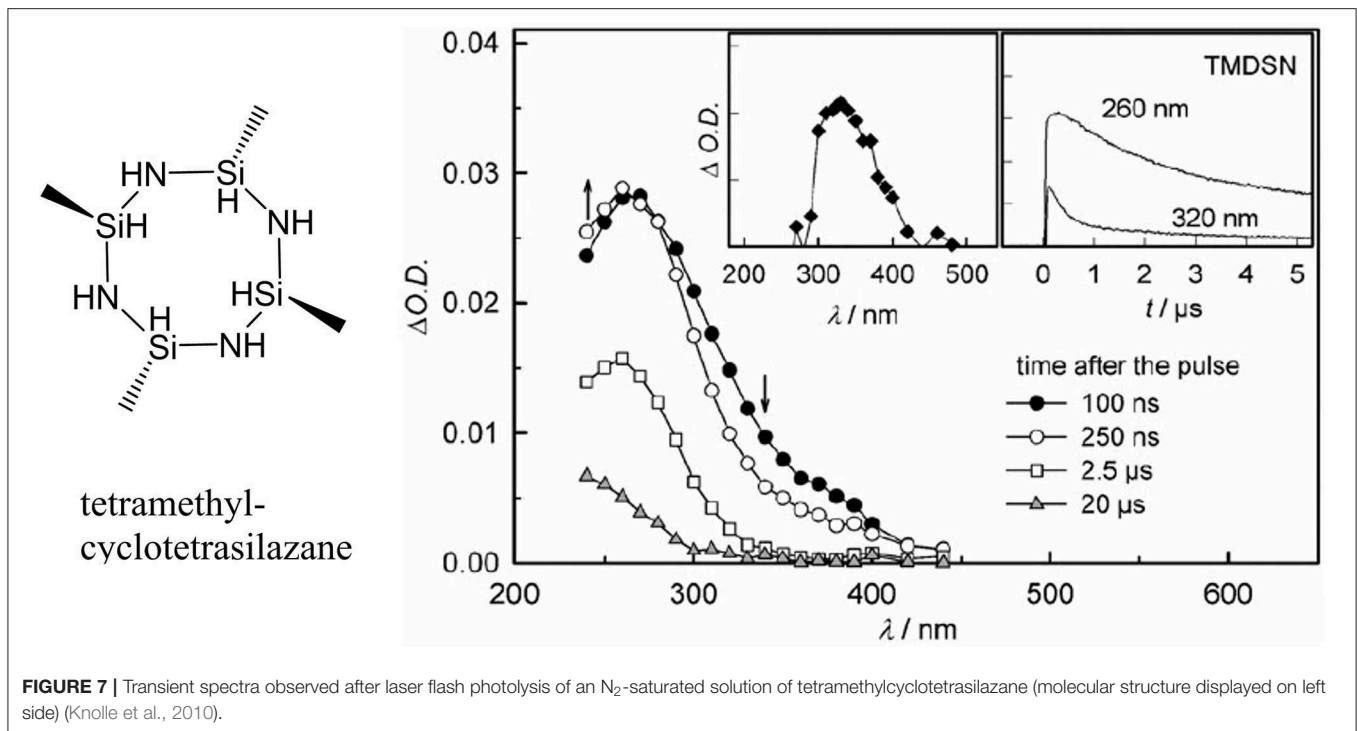 HN
Si
H
SiH
NH
HN
HSi
H
Si
NH
tetramethyl-
cyclotetrasilazane
0.04
0.03
0.02
0.01
0.00
ΔO.D.
200 300 400 500 600
λ / nm
Δ O.D.
200 300 400 500
λ / nm
TMDSN
260 nm
320 nm
0 1 2 3 4 5
t / µs
time after the pulse
100 ns
250 ns
2.5 µs
20 µs
FIGURE 7 | Transient spectra observed after laser flash photolysis of an N₂-saturated solution of tetramethylcyclotetrasilazane (molecular structure displayed on left
side) (Knolle et al., 2010).